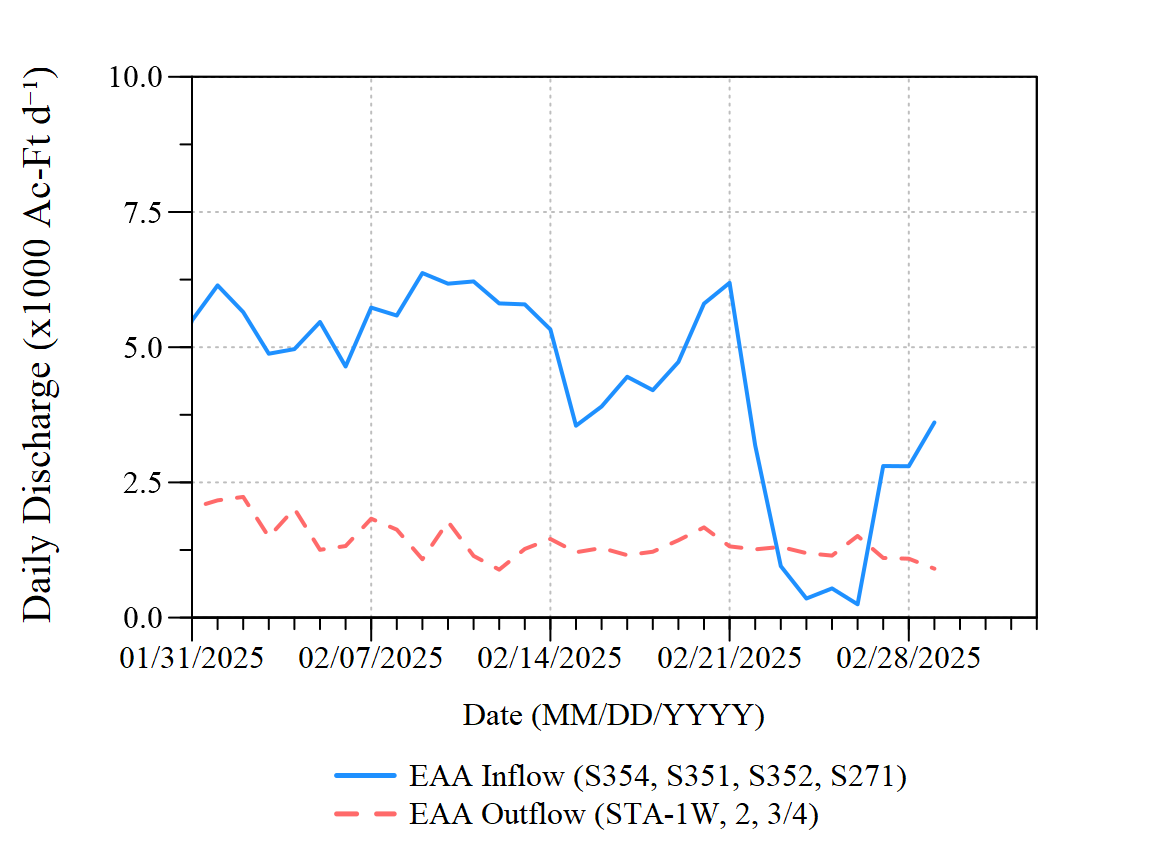 Daily Discharge (x1000 Ac-Ft d⁻¹)
10.0
7.5
5.0
2.5
0.0
01/31/2025 02/07/2025 02/14/2025 02/21/2025 02/28/2025
Date (MM/DD/YYYY)
EAA Inflow (S354, S351, S352, S271)
EAA Outflow (STA-1W, 2, 3/4)